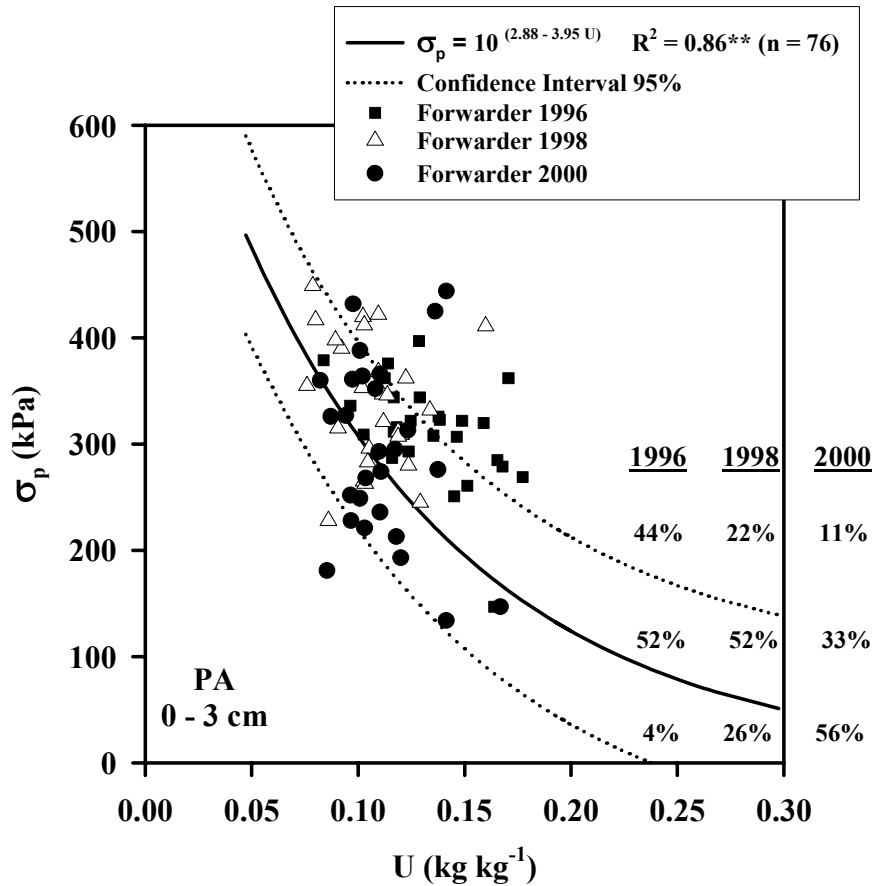 σp = 10 (2.88 - 3.95 U) R2 = 0.86** (n = 76)
Confidence Interval 95%
Forwarder 1996
Forwarder 1998
Forwarder 2000
600
500
400
300
200
100
0
σp (kPa)
1996 1998 2000
44% 22% 11%
52% 52% 33%
4% 26% 56%
PA
0 - 3 cm
0.00 0.05 0.10 0.15 0.20 0.25 0.30
U (kg kg-1)